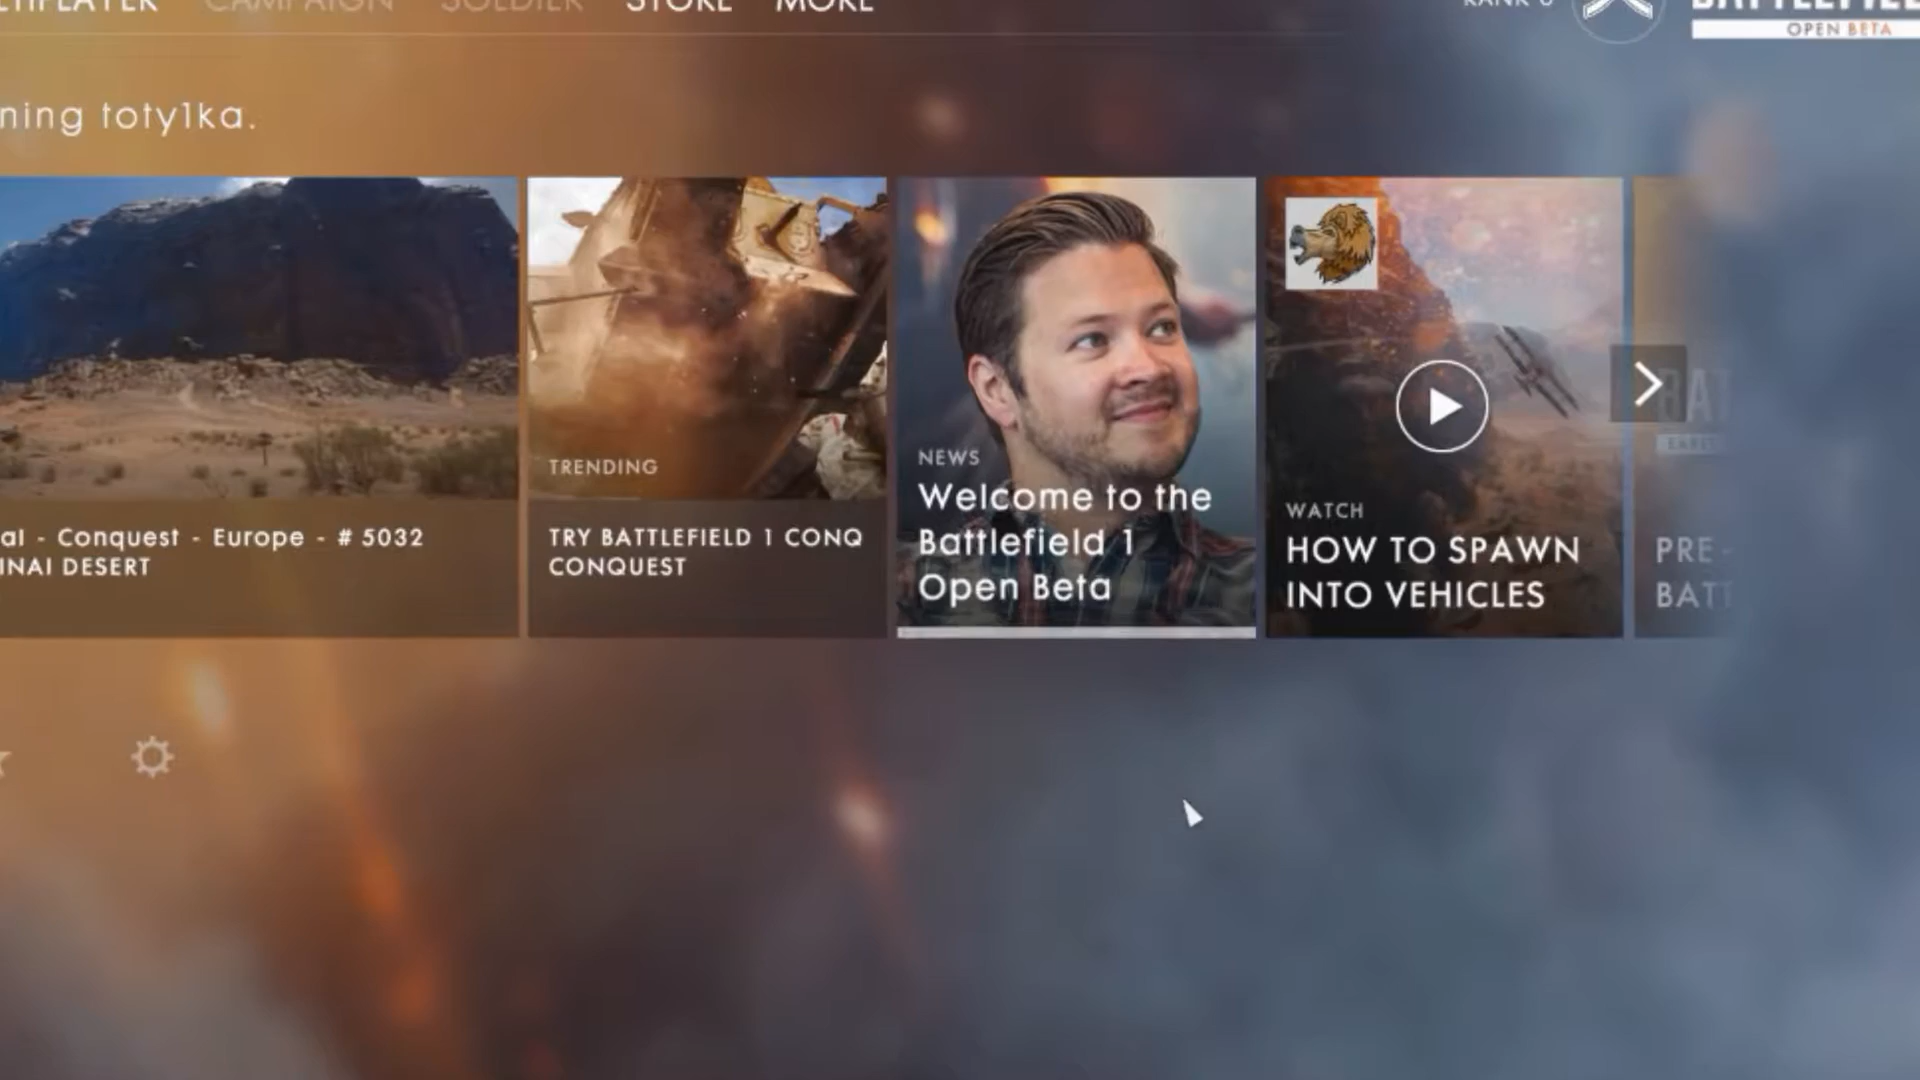 STORE MORE
OPEN BETA
ning toty1ka.
al - Conquest - Europe - # 5032
INAI DESERT
TRENDING
TRY BATTLEFIELD 1 CONQ
CONQUEST
NEWS
Welcome to the
Battlefield 1
Open Beta
WATCH
HOW TO SPAWN
INTO VEHICLES
PRE-
BATT